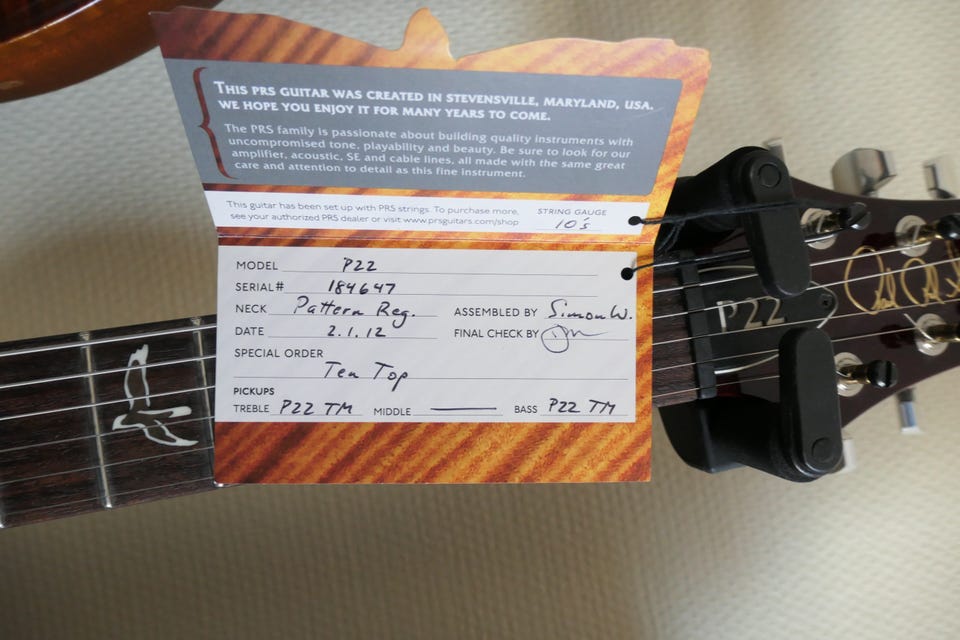 THIS PRS GUITAR WAS CREATED IN STEVENSVILLE, MARYLAND, USA.
WE HOPE YOU ENJOY IT FOR MANY YEARS TO COME.
The PRS family is passionate about building quality instruments with
uncompromised tone, playability and beauty. Be sure to look for our
amplifier, acoustic, SE and cable lines, all made with the same great
care and attention to detail as this fine instrument.
This guitar has been set up with PRS strings. To purchase more,
see your authorized PRS dealer or visit www.prsguitars.com/shop
STRING GAUGE
10's
MODEL P22
SERIAL# 184647
NECK Pattern Reg. ASSEMBLED BY Simon W.
DATE 2.1.12 FINAL CHECK BY
SPECIAL ORDER
Ten Top
PICKUPS
TREBLE P22 TM MIDDLE BASS P22 TM
P22